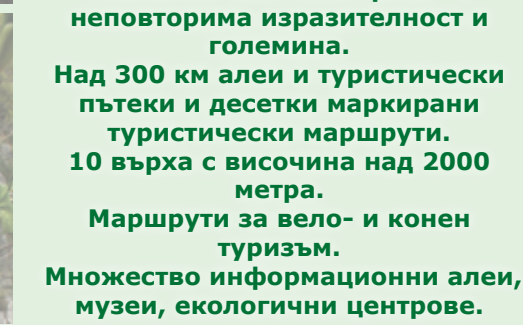 неповторима изразителност и
големина.
Над 300 км алеи и туристически
пътеки и десетки маркирани
туристически маршрути.
10 върха с височина над 2000
метра.
Маршрути за вело- и конен
туризъм.
Множество информационни алеи,
музеи, екологични центрове.